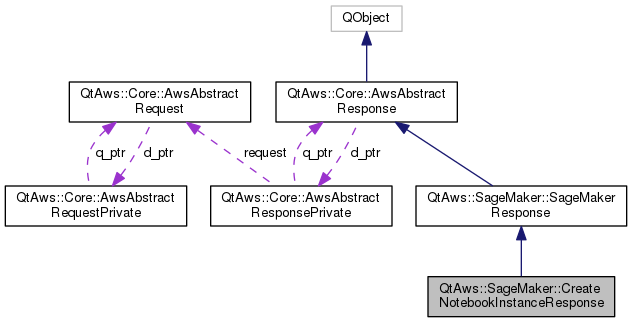 QObject
QtAws::Core::AwsAbstract
Request
QtAws::Core::AwsAbstract
Response
q_ptr
d_ptr
request
q_ptr
d_ptr
QtAws::Core::AwsAbstract
RequestPrivate
QtAws::Core::AwsAbstract
ResponsePrivate
QtAws::SageMaker::SageMaker
Response
QtAws::SageMaker::Create
NotebookInstanceResponse